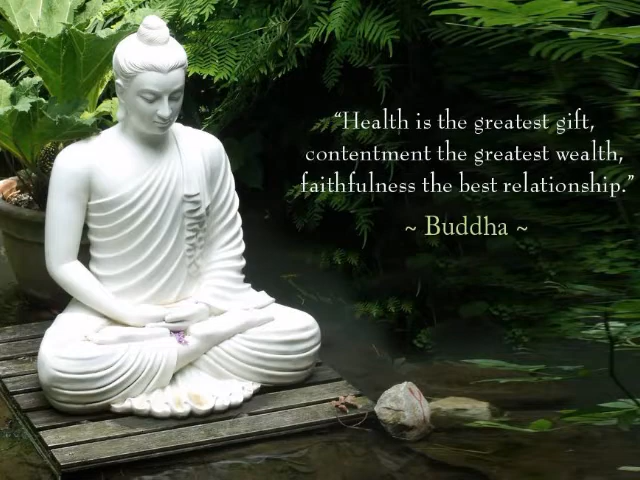 “Health is the greatest gift,
contentment the greatest wealth,
faithfulness the best relationship.”
~ Buddha ~